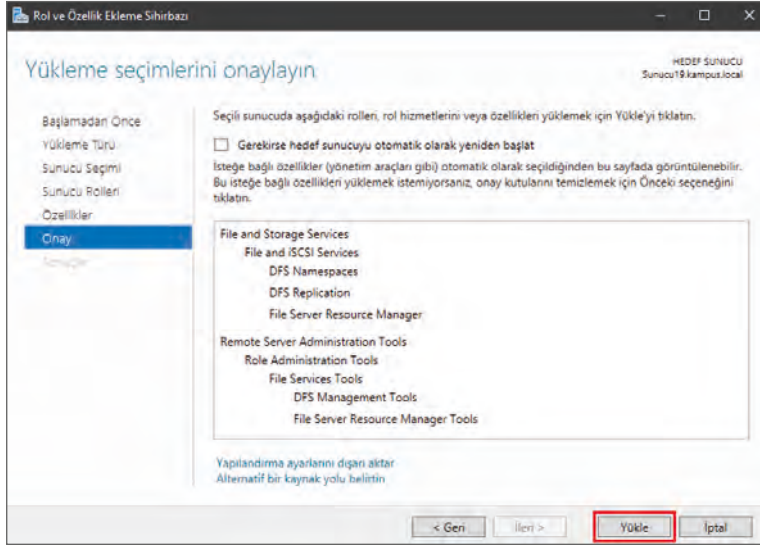 Rol ve Özellik Ekleme Sihirbazı
Yükleme seçimlerini onaylayın
HEDEF SUNUCU
Sunucu19.kampus.local
Başlamadan Önce
Yükleme Türü
Sunucu Seçimi
Sunucu Rolleri
Özellikler
Onay
Sonuçlar
Seçili sunucuda aşağıdaki rolleri, rol hizmetlerini veya özellikleri yüklemek için Yükle'yi tıklatın.
Gerekirse hedef sunucuyu otomatik olarak yeniden başlat
İsteğe bağlı özellikler (yönetim araçları gibi) otomatik olarak seçildiğinden bu sayfada görüntülenebilir.
Bu isteğe bağlı özellikleri yüklemek istemiyorsanız, onay kutularını temizlemek için Önceki seçeneğini
tıklatın.
File and Storage Services
File and iSCSI Services
DFS Namespaces
DFS Replication
File Server Resource Manager
Remote Server Administration Tools
Role Administration Tools
File Services Tools
DFS Management Tools
File Server Resource Manager Tools
Yapılandırma ayarlarını dışarı aktar
Alternatif bir kaynak yolu belirtin
< Geri
İleri >
Yükle
İptal